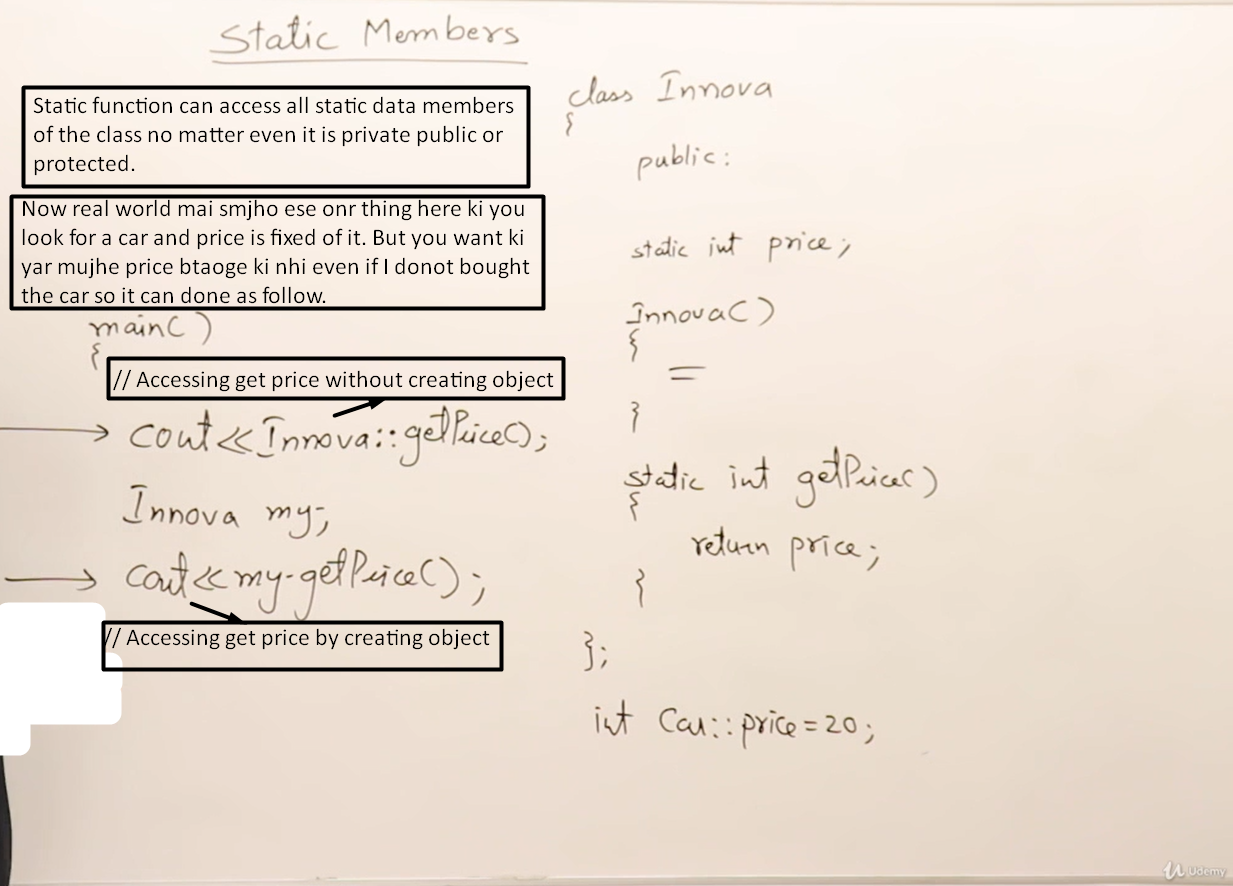 Static Members
Static function can access all static data members
of the class no matter even it is private public or
protected.
Now real world mai smjho ese onr thing here ki you
look for a car and price is fixed of it. But you want ki
yar mujhe price btaoge ki nhi even if I donot bought
the car so it can done as follow.
main()
{
// Accessing get price without creating object
cout<<Innova::getPrice();
Innova my;
cout<<my.getPrice();
// Accessing get price by creating object
class Innova
{
public:
static int price;
Innova()
{
}
static int getPrice()
{
return price;
}
};
int Car::price=20;
Udemy